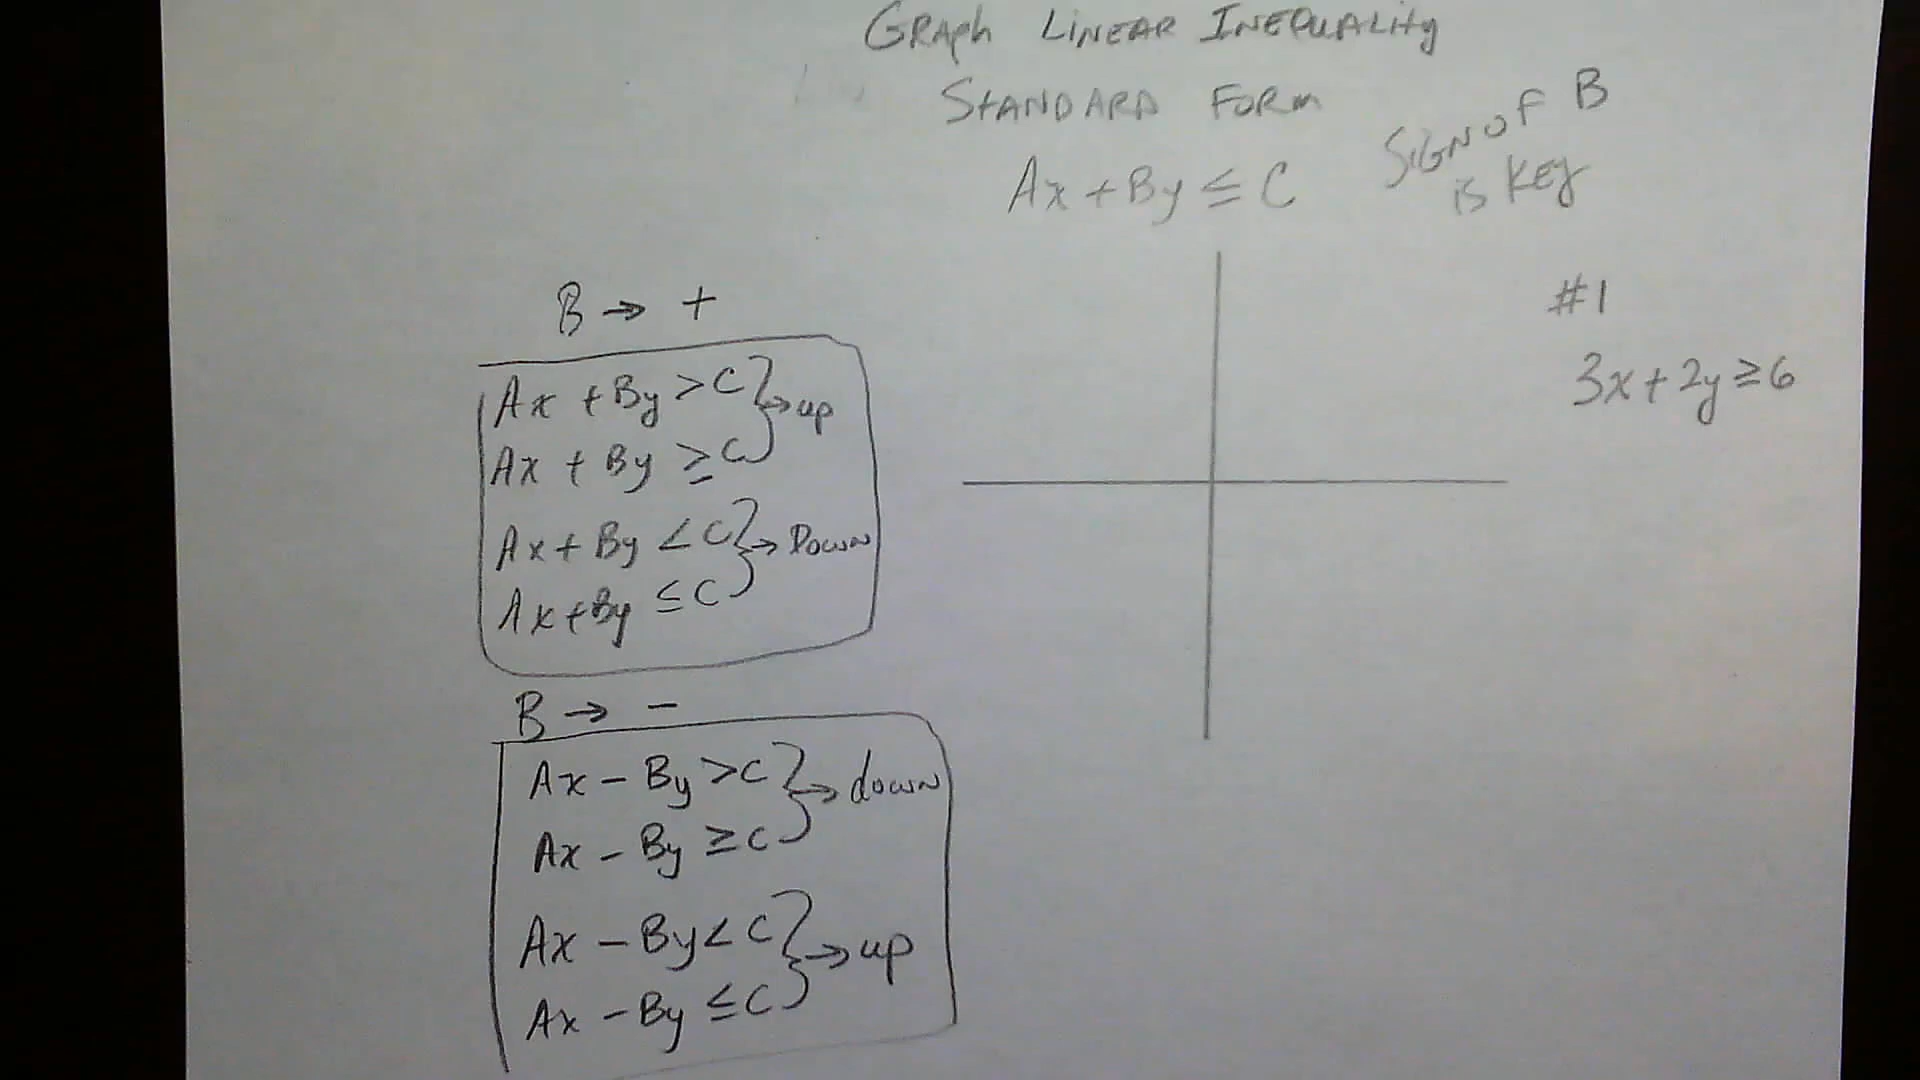 GRAPH LINEAR INEQUALITY
STANDARD FORM
Ax + By ≤ C
SIGN OF B
is KEY
B → +
Ax + By > C
Ax + By ≥ C
→ up
Ax + By < C
Ax + By ≤ C
→ Down
B → -
Ax - By > C
Ax - By ≥ C
→ down
Ax - By < C
Ax - By ≤ C
→ up
#1
3x + 2y ≥ 6